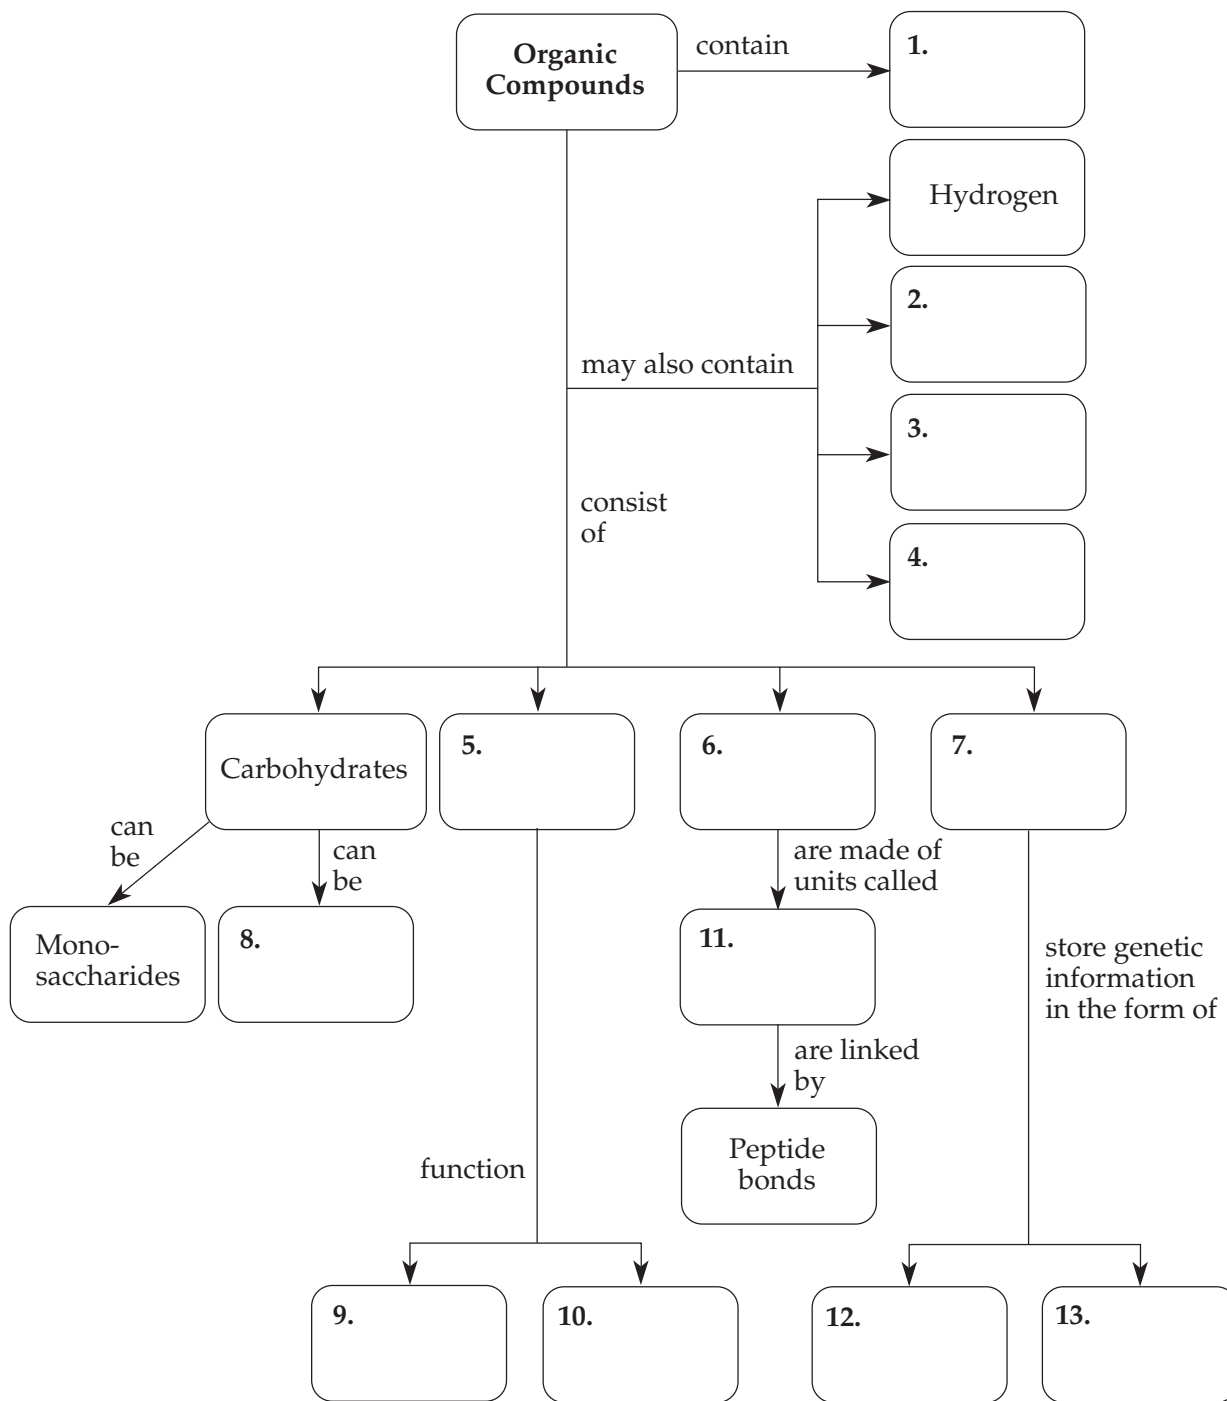 Organic
Compounds
contain
1.
Hydrogen
2.
may also contain
3.
consist
of
4.
Carbohydrates
5.
6.
7.
can
be
can
be
are made of
units called
Mono-
saccharides
8.
11.
store genetic
information
in the form of
are linked
by
Peptide
bonds
function
9.
10.
12.
13.